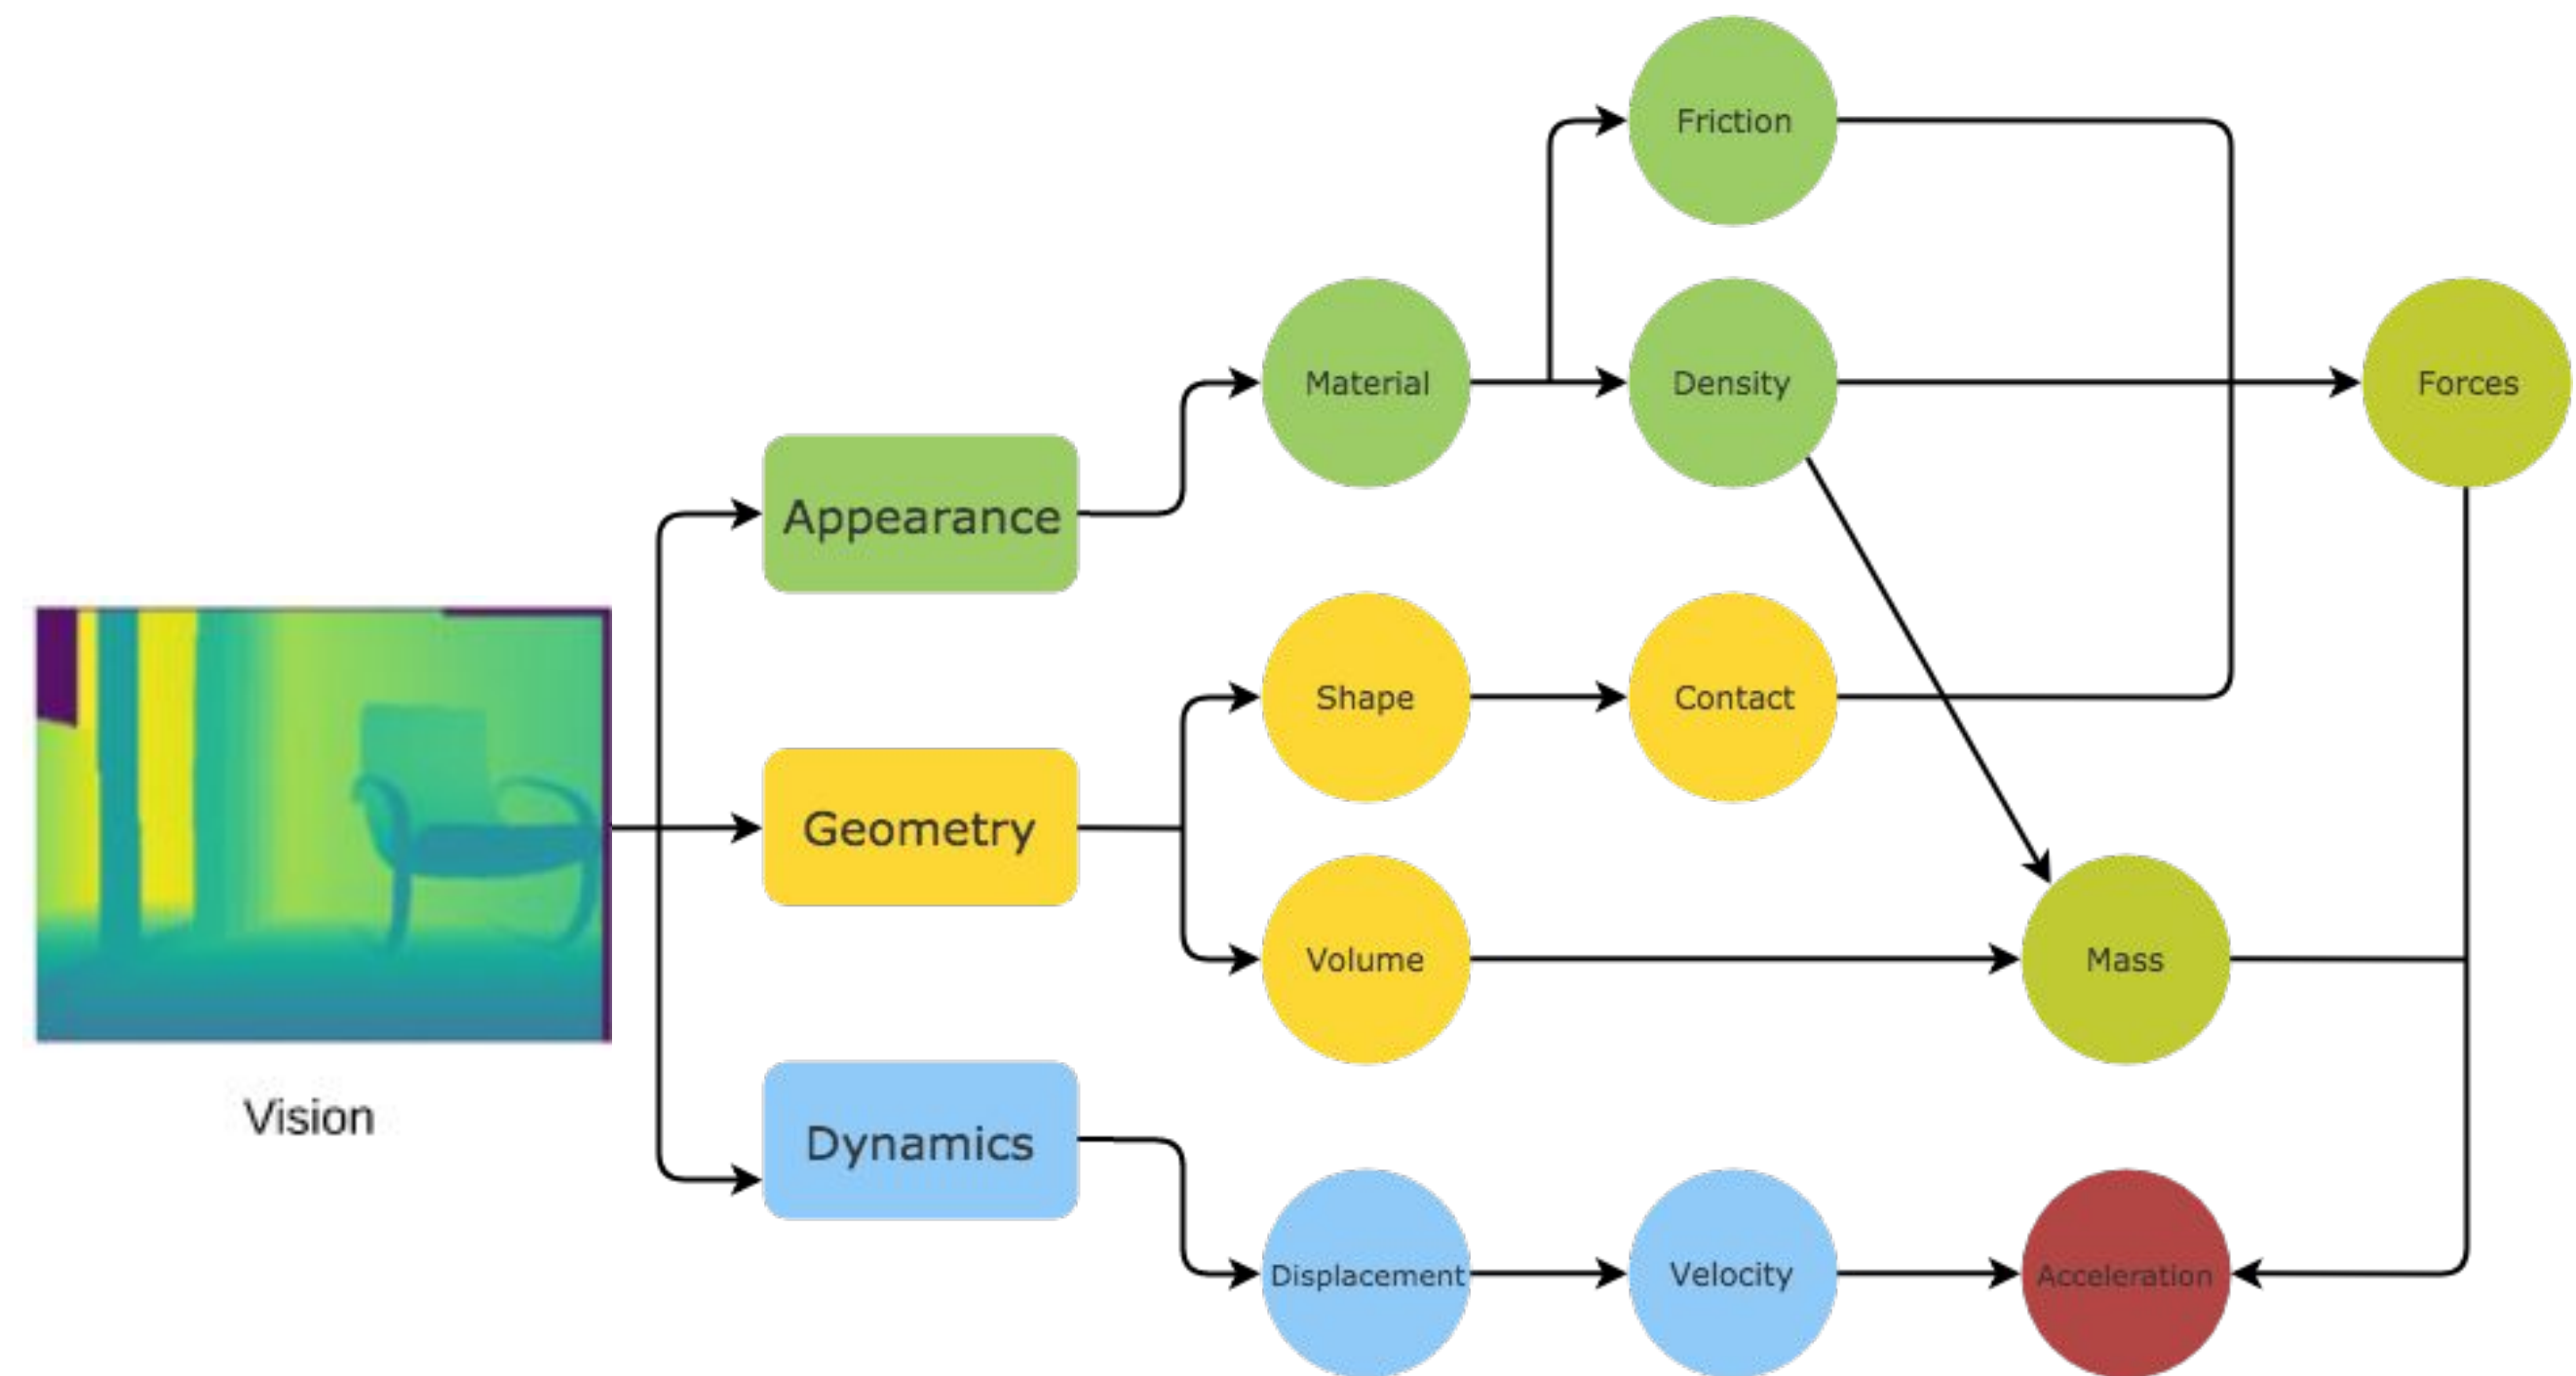 Friction
Material
Density
Forces
Appearance
Shape
Contact
Geometry
Volume
Mass
Vision
Dynamics
Displacement
Velocity
Acceleration